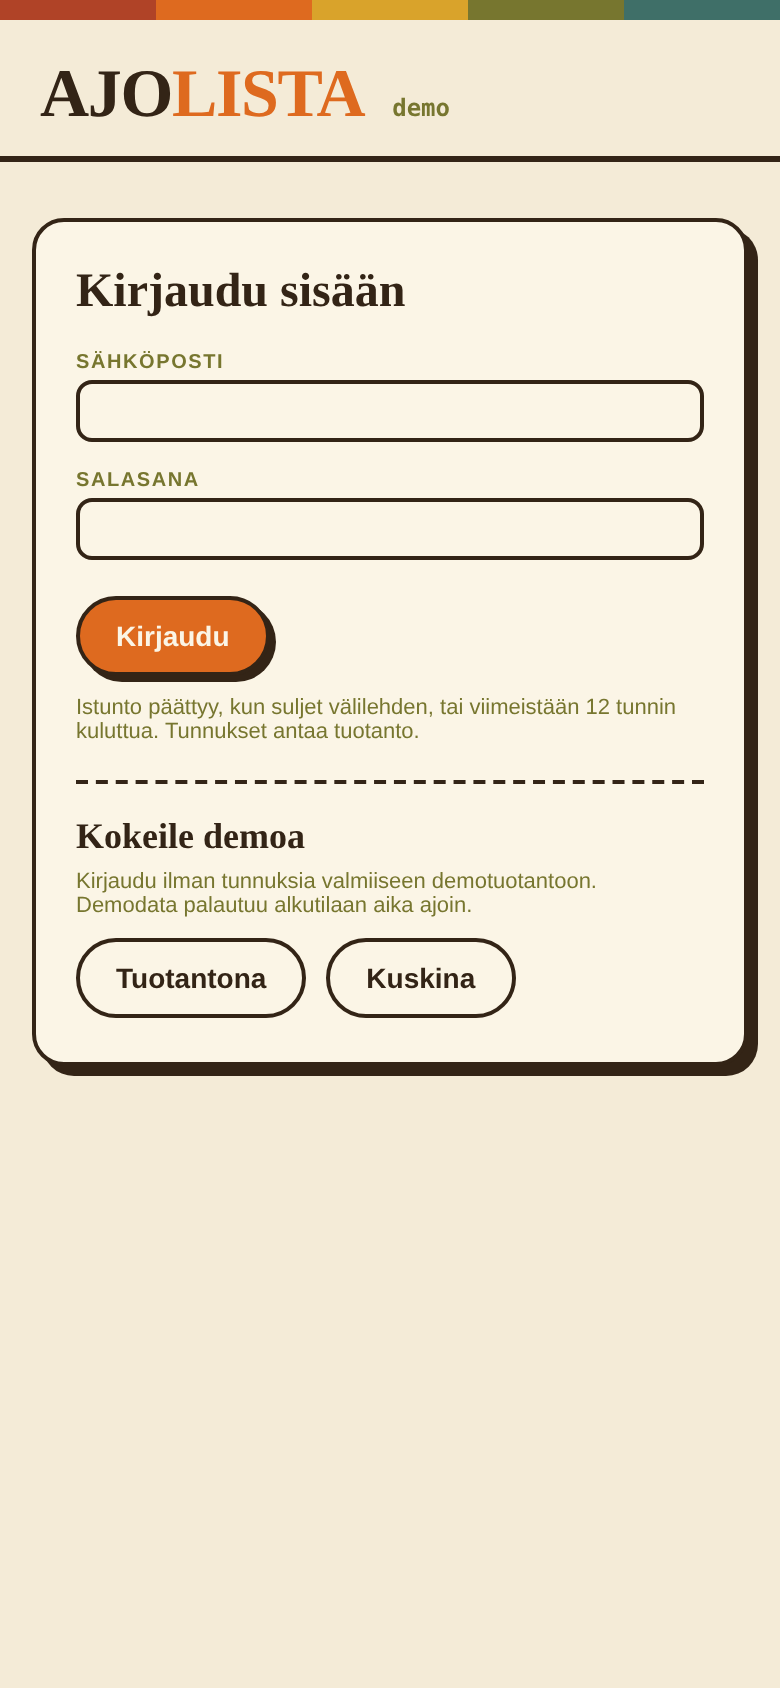 AJOLISTA demo
Kirjaudu sisään
SÄHKÖPOSTI
SALASANA
Kirjaudu
Istunto päättyy, kun suljet välilehden, tai viimeistään 12 tunnin
kuluttua. Tunnukset antaa tuotanto.
Kokeile demoa
Kirjaudu ilman tunnuksia valmiiseen demotuotantoon.
Demodata palautuu alkutilaan aika ajoin.
Tuotantona Kuskina